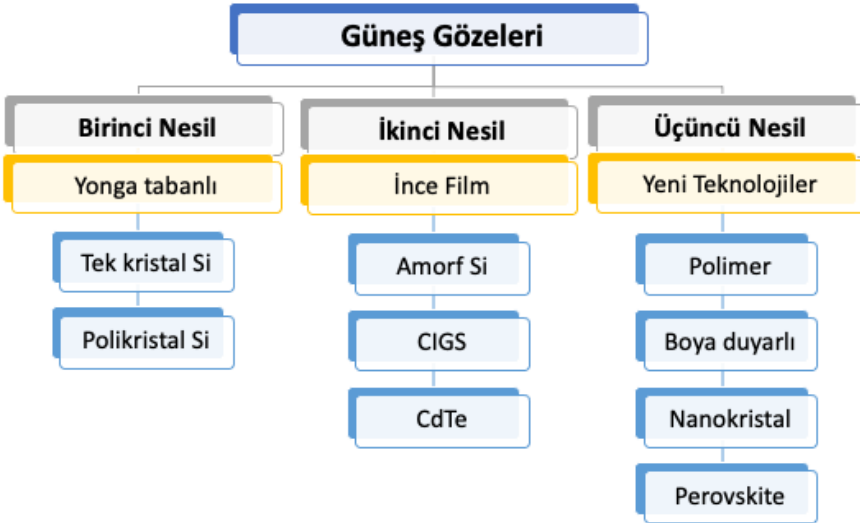 Güneş Gözeleri
Birinci Nesil
Yonga tabanlı
Tek kristal Si
Polikristal Si
İkinci Nesil
İnce Film
Amorf Si
CIGS
CdTe
Üçüncü Nesil
Yeni Teknolojiler
Polimer
Boya duyarlı
Nanokristal
Perovskite